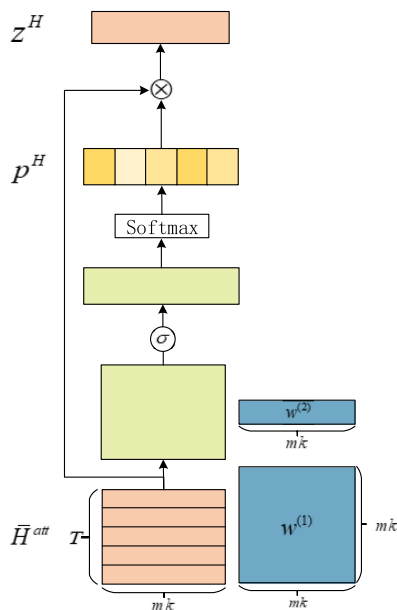 z^H
⊗
p^H
Softmax
σ
w^(2)
mk
H̄^att
T
w^(1)
mk
mk
mk